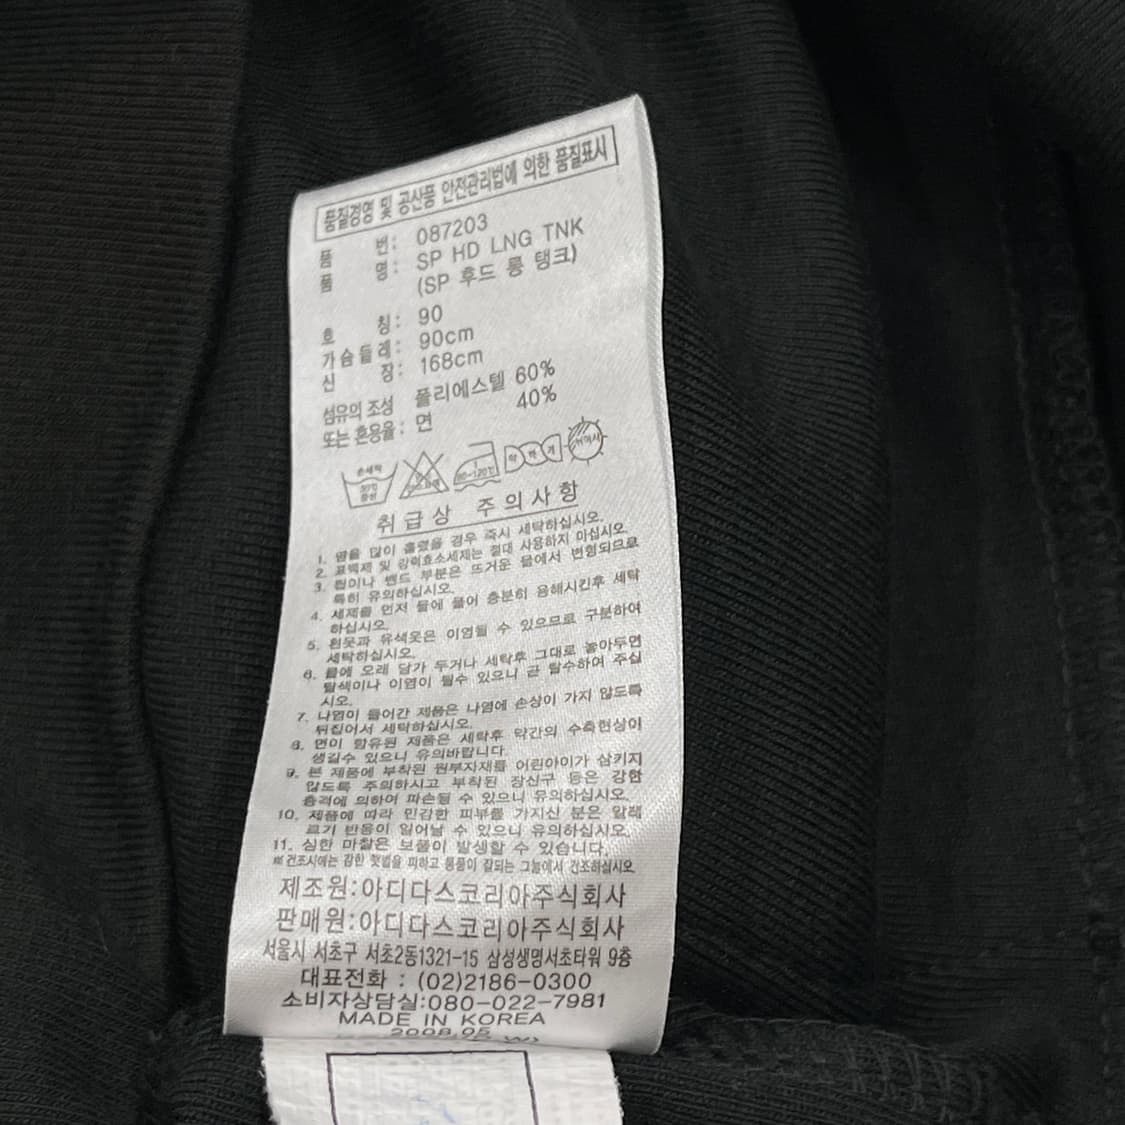 품질경영 및 공산품 안전관리법에 의한 품질표시
품 번: 087203
품 명: SP HD LNG TNK
(SP 후드 롱 탱크)
호 칭: 90
가슴둘레: 90cm
신 장: 168cm
섬유의 조성 폴리에스텔 60%
또는 혼용율: 면 40%
손세탁
30℃
중성
80~120℃
약 하 게
드라이
취급상 주의사항
1. 땀을 많이 흘렸을 경우 즉시 세탁하십시오.
2. 표백제 및 강력효소세제는 절대 사용하지 마십시오.
3. 립이나 밴드 부분은 뜨거운 물에서 변형되므로
특히 유의하십시오.
4. 세제를 먼저 물에 풀어 충분히 용해시킨후 세탁
하십시오.
5. 흰옷과 유색옷은 이염될 수 있으므로 구분하여
세탁하십시오.
6. 물에 오래 담가 두거나 세탁후 그대로 놓아두면
탈색이나 이염이 될수 있으니 곧 탈수하여 주십
시오.
7. 나염이 들어간 제품은 나염에 손상이 가지 않도록
뒤집어서 세탁하십시오.
8. 면이 함유된 제품은 세탁후 약간의 수축현상이
생길수 있으니 유의바랍니다.
9. 본 제품에 부착된 원부자재를 어린아이가 삼키지
않도록 주의하시고 부착된 장신구 등은 강한
충격에 의하여 파손될 수 있으니 유의하십시오.
10. 제품에 따라 민감한 피부를 가지신 분은 알레
르기 반응이 일어날 수 있으니 유의하십시오.
11. 심한 마찰은 보풀이 발생할 수 있습니다.
※건조시에는 강한 햇볕을 피하고 통풍이 잘되는 그늘에서 건조하십시오.
제조원:아디다스코리아주식회사
판매원:아디다스코리아주식회사
서울시 서초구 서초2동1321-15 삼성생명서초타워 9층
대표전화 : (02)2186-0300
소비자상담실:080-022-7981
MADE IN KOREA
2008.05